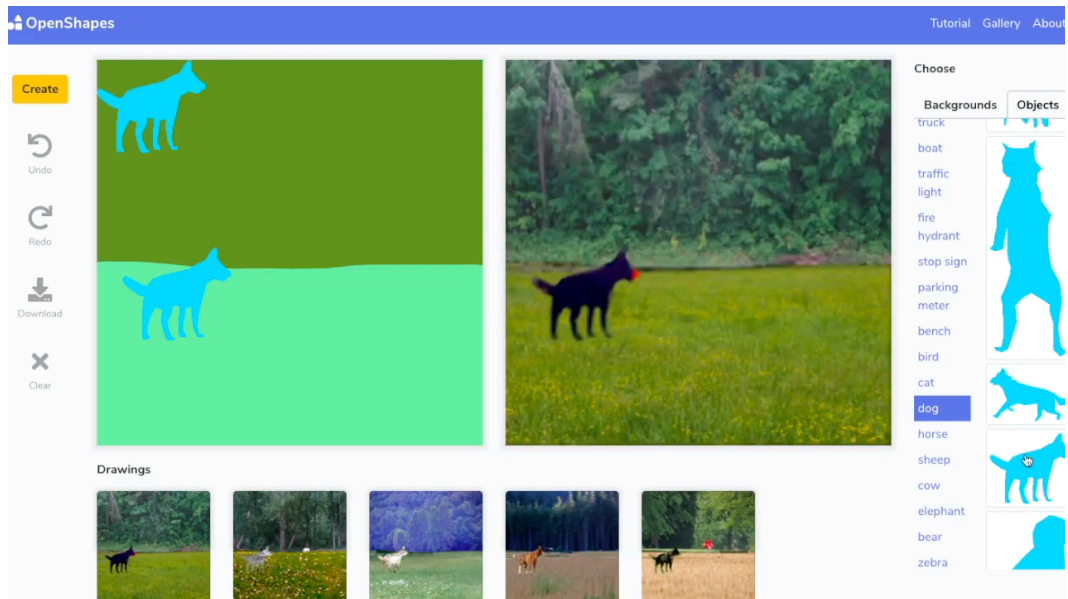 OpenShapes
Tutorial Gallery About
Create
Undo
Redo
Download
Clear
Drawings
Choose
Backgrounds Objects
truck
boat
traffic
light
fire
hydrant
stop sign
parking
meter
bench
bird
cat
dog
horse
sheep
cow
elephant
bear
zebra